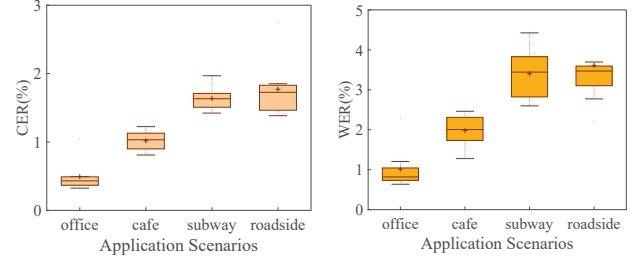 CER(%)
3
2
1
0
office cafe subway roadside
Application Scenarios
WER(%)
5
4
3
2
1
0
office cafe subway roadside
Application Scenarios